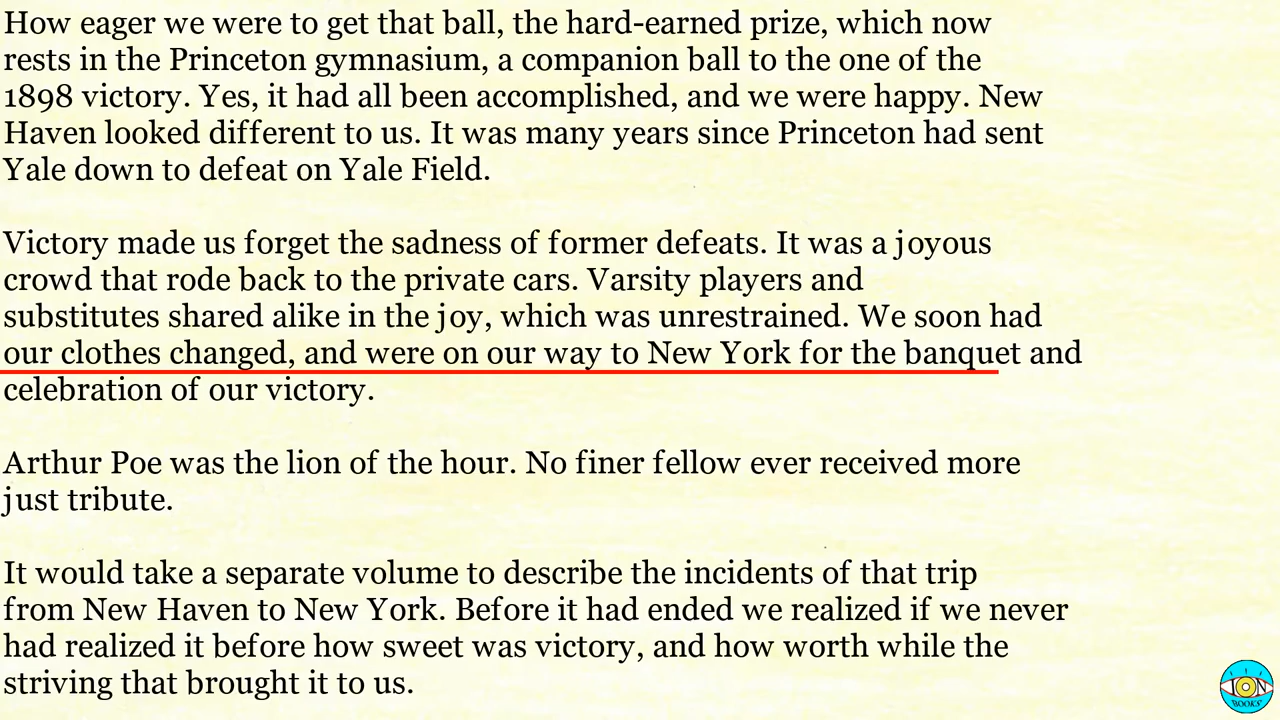 How eager we were to get that ball, the hard-earned prize, which now
rests in the Princeton gymnasium, a companion ball to the one of the
1898 victory. Yes, it had all been accomplished, and we were happy. New
Haven looked different to us. It was many years since Princeton had sent
Yale down to defeat on Yale Field.
Victory made us forget the sadness of former defeats. It was a joyous
crowd that rode back to the private cars. Varsity players and
substitutes shared alike in the joy, which was unrestrained. We soon had
our clothes changed, and were on our way to New York for the banquet and
celebration of our victory.
Arthur Poe was the lion of the hour. No finer fellow ever received more
just tribute.
It would take a separate volume to describe the incidents of that trip
from New Haven to New York. Before it had ended we realized if we never
had realized it before how sweet was victory, and how worth while the
striving that brought it to us.
ION
BOOKS